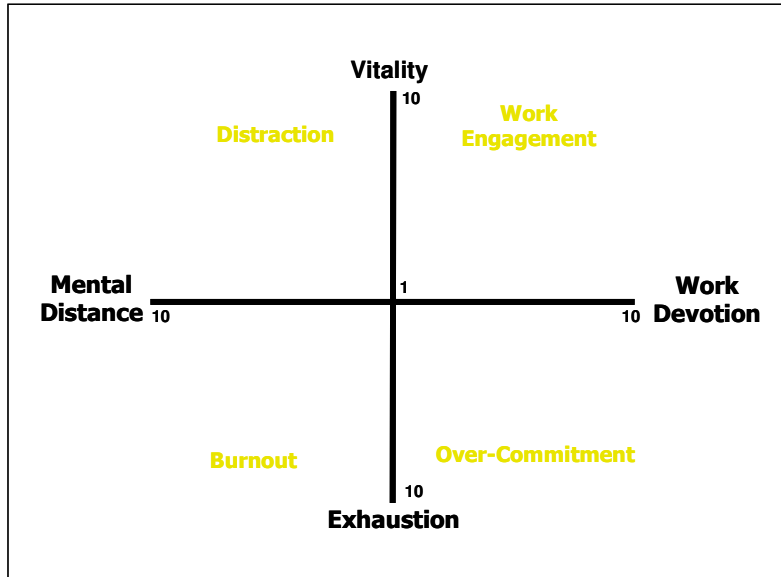 Vitality
10
Distraction
Work
Engagement
Mental
Distance
10
1
Work
Devotion
10
Burnout
Over-Commitment
10
Exhaustion